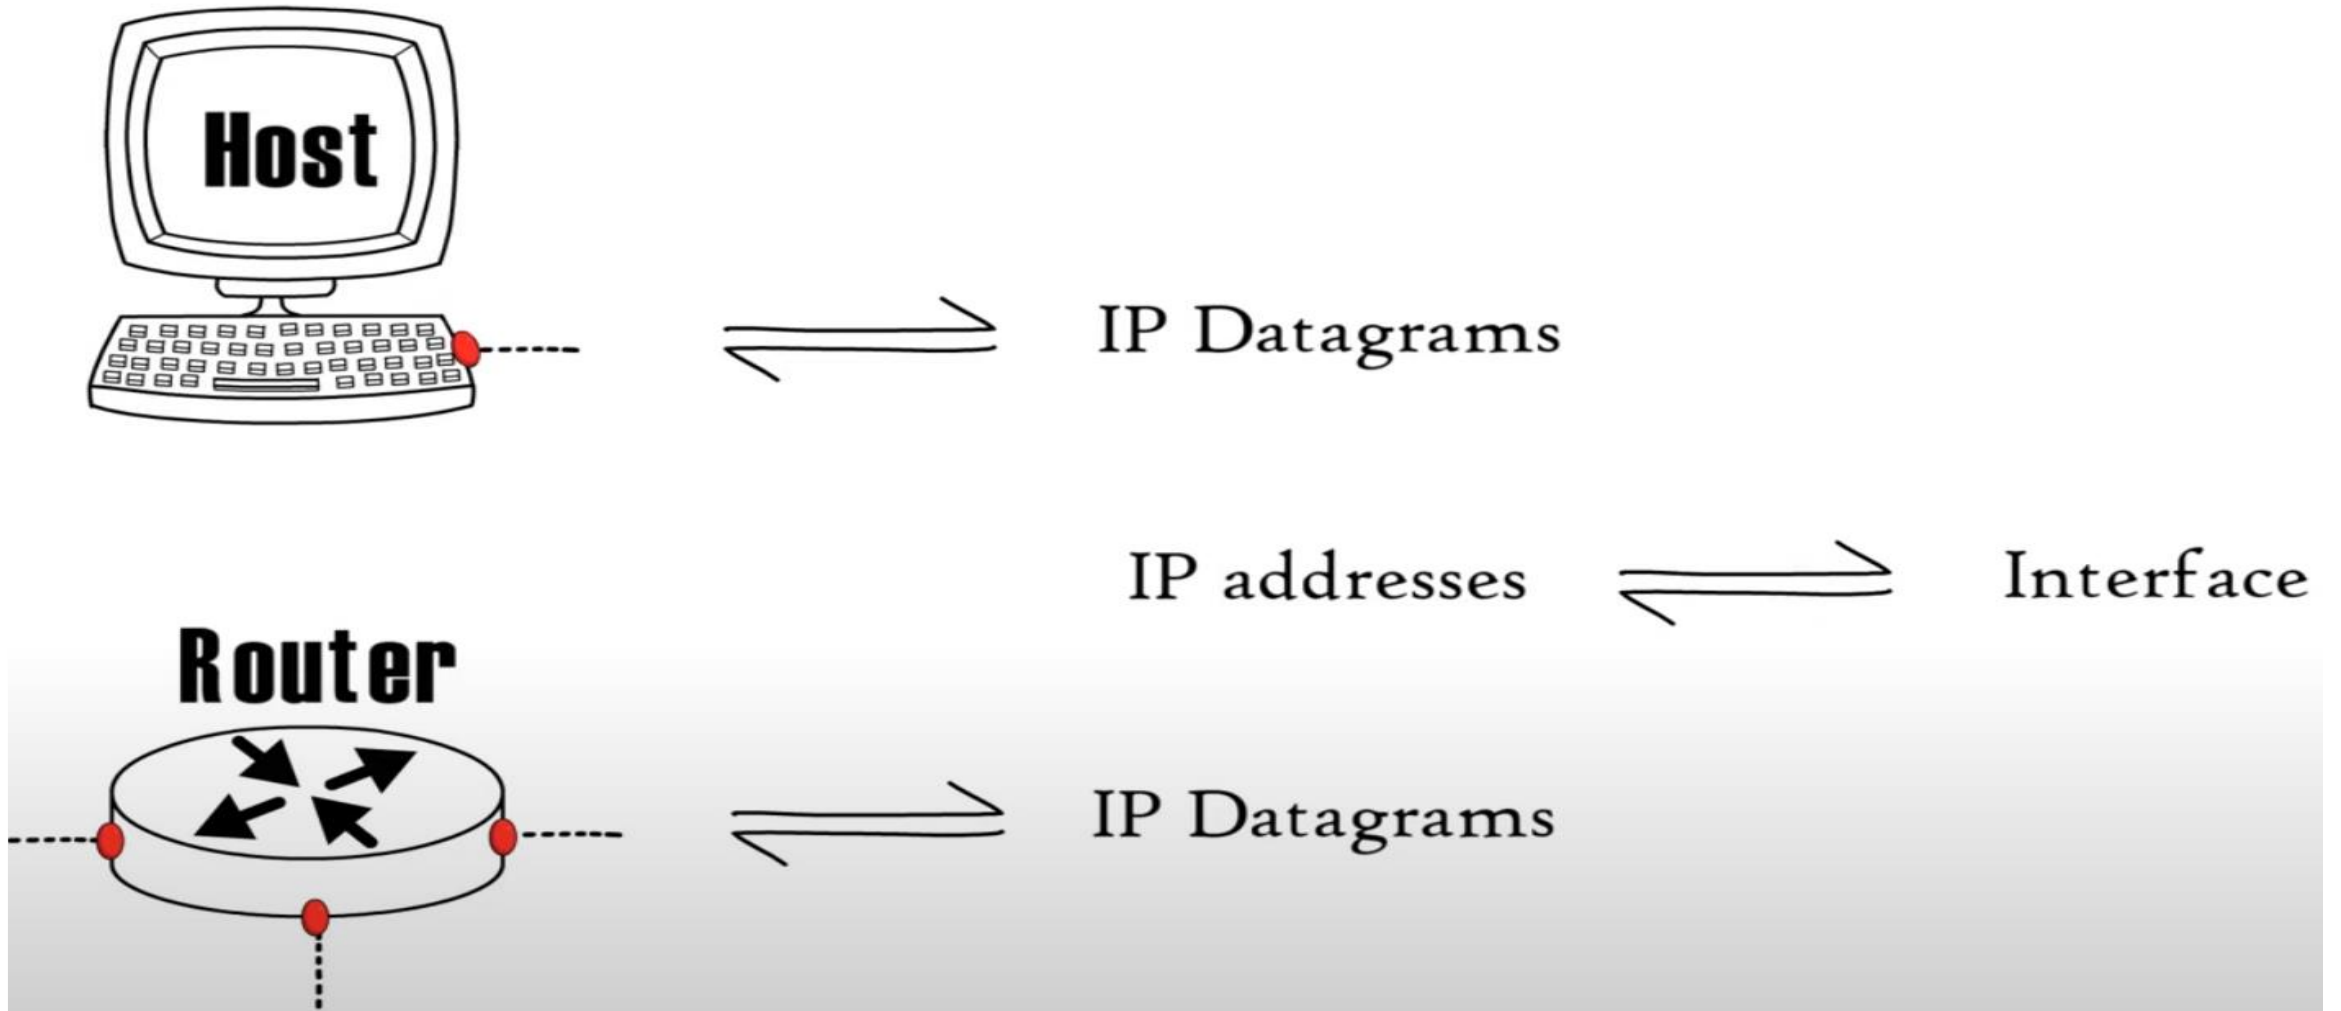 Host
IP Datagrams
IP addresses
Interface
Router
IP Datagrams